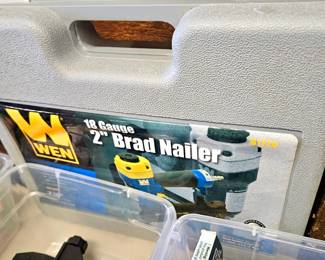 18 Gauge
2" Brad Nailer
WEN